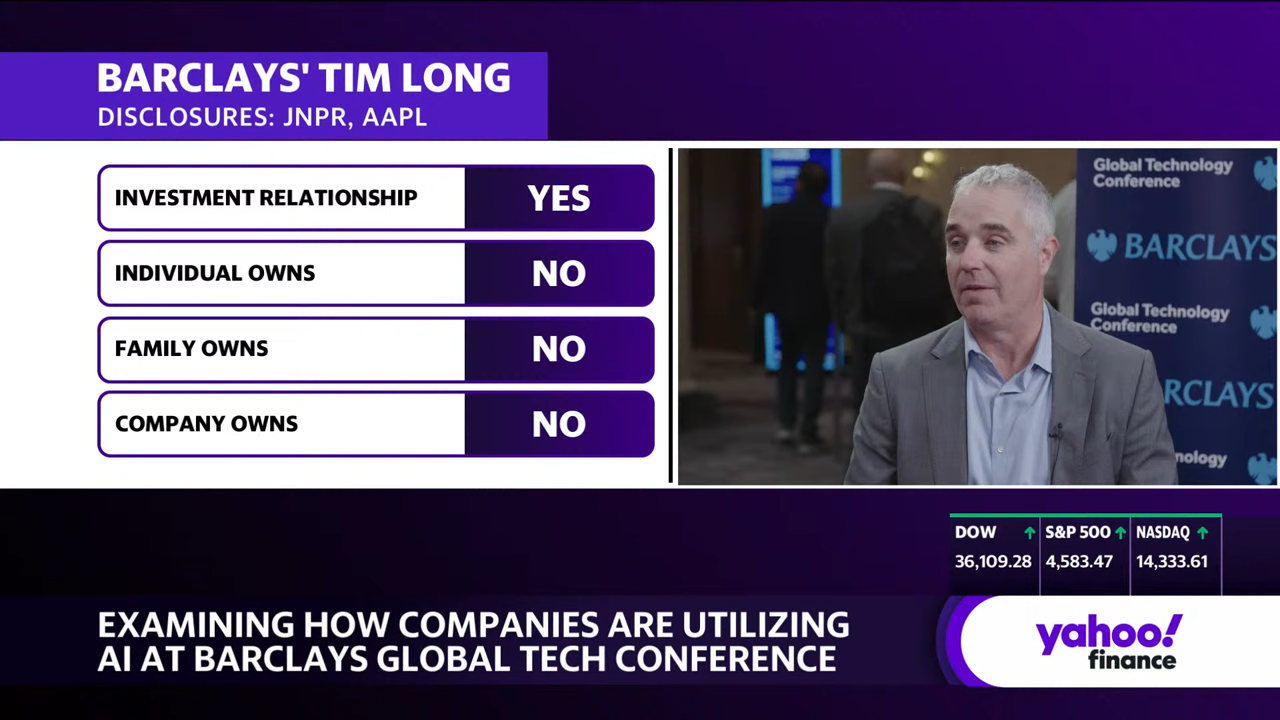 BARCLAYS' TIM LONG
DISCLOSURES: JNPR, AAPL
INVESTMENT RELATIONSHIP YES
INDIVIDUAL OWNS NO
FAMILY OWNS NO
COMPANY OWNS NO
Global Technology
Conference
BARCLAYS
Global Technology
Conference
RCLAYS
nology
DOW S&P 500 NASDAQ
36,109.28 4,583.47 14,333.61
EXAMINING HOW COMPANIES ARE UTILIZING
AI AT BARCLAYS GLOBAL TECH CONFERENCE
yahoo!
finance